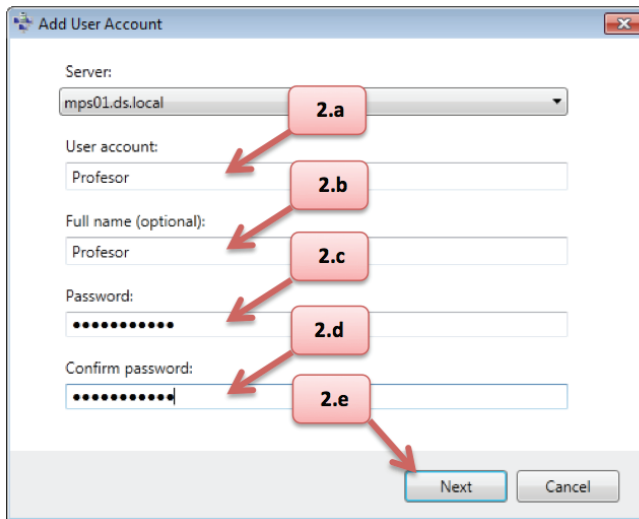 Add User Account
Server:
mps01.ds.local
2.a
User account:
Profesor
2.b
Full name (optional):
Profesor
2.c
Password:
•••••••••••
2.d
Confirm password:
•••••••••••
2.e
Next Cancel